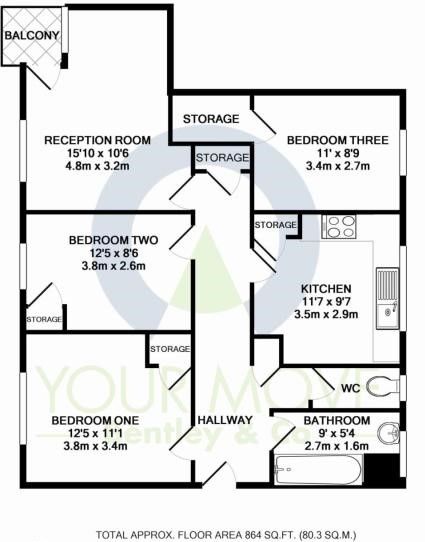 BALCONY
RECEPTION ROOM
15'10 x 10'6
4.8m x 3.2m
STORAGE
BEDROOM THREE
11' x 8'9
3.4m x 2.7m
STORAGE
STORAGE
BEDROOM TWO
12'5 x 8'6
3.8m x 2.6m
KITCHEN
11'7 x 9'7
3.5m x 2.9m
STORAGE
STORAGE
YOUR MOVE
WC
BEDROOM ONE
12'5 x 11'1
3.8m x 3.4m
HALLWAY
BATHROOM
9' x 5'4
2.7m x 1.6m
TOTAL APPROX. FLOOR AREA 864 SQ.FT. (80.3 SQ.M.)